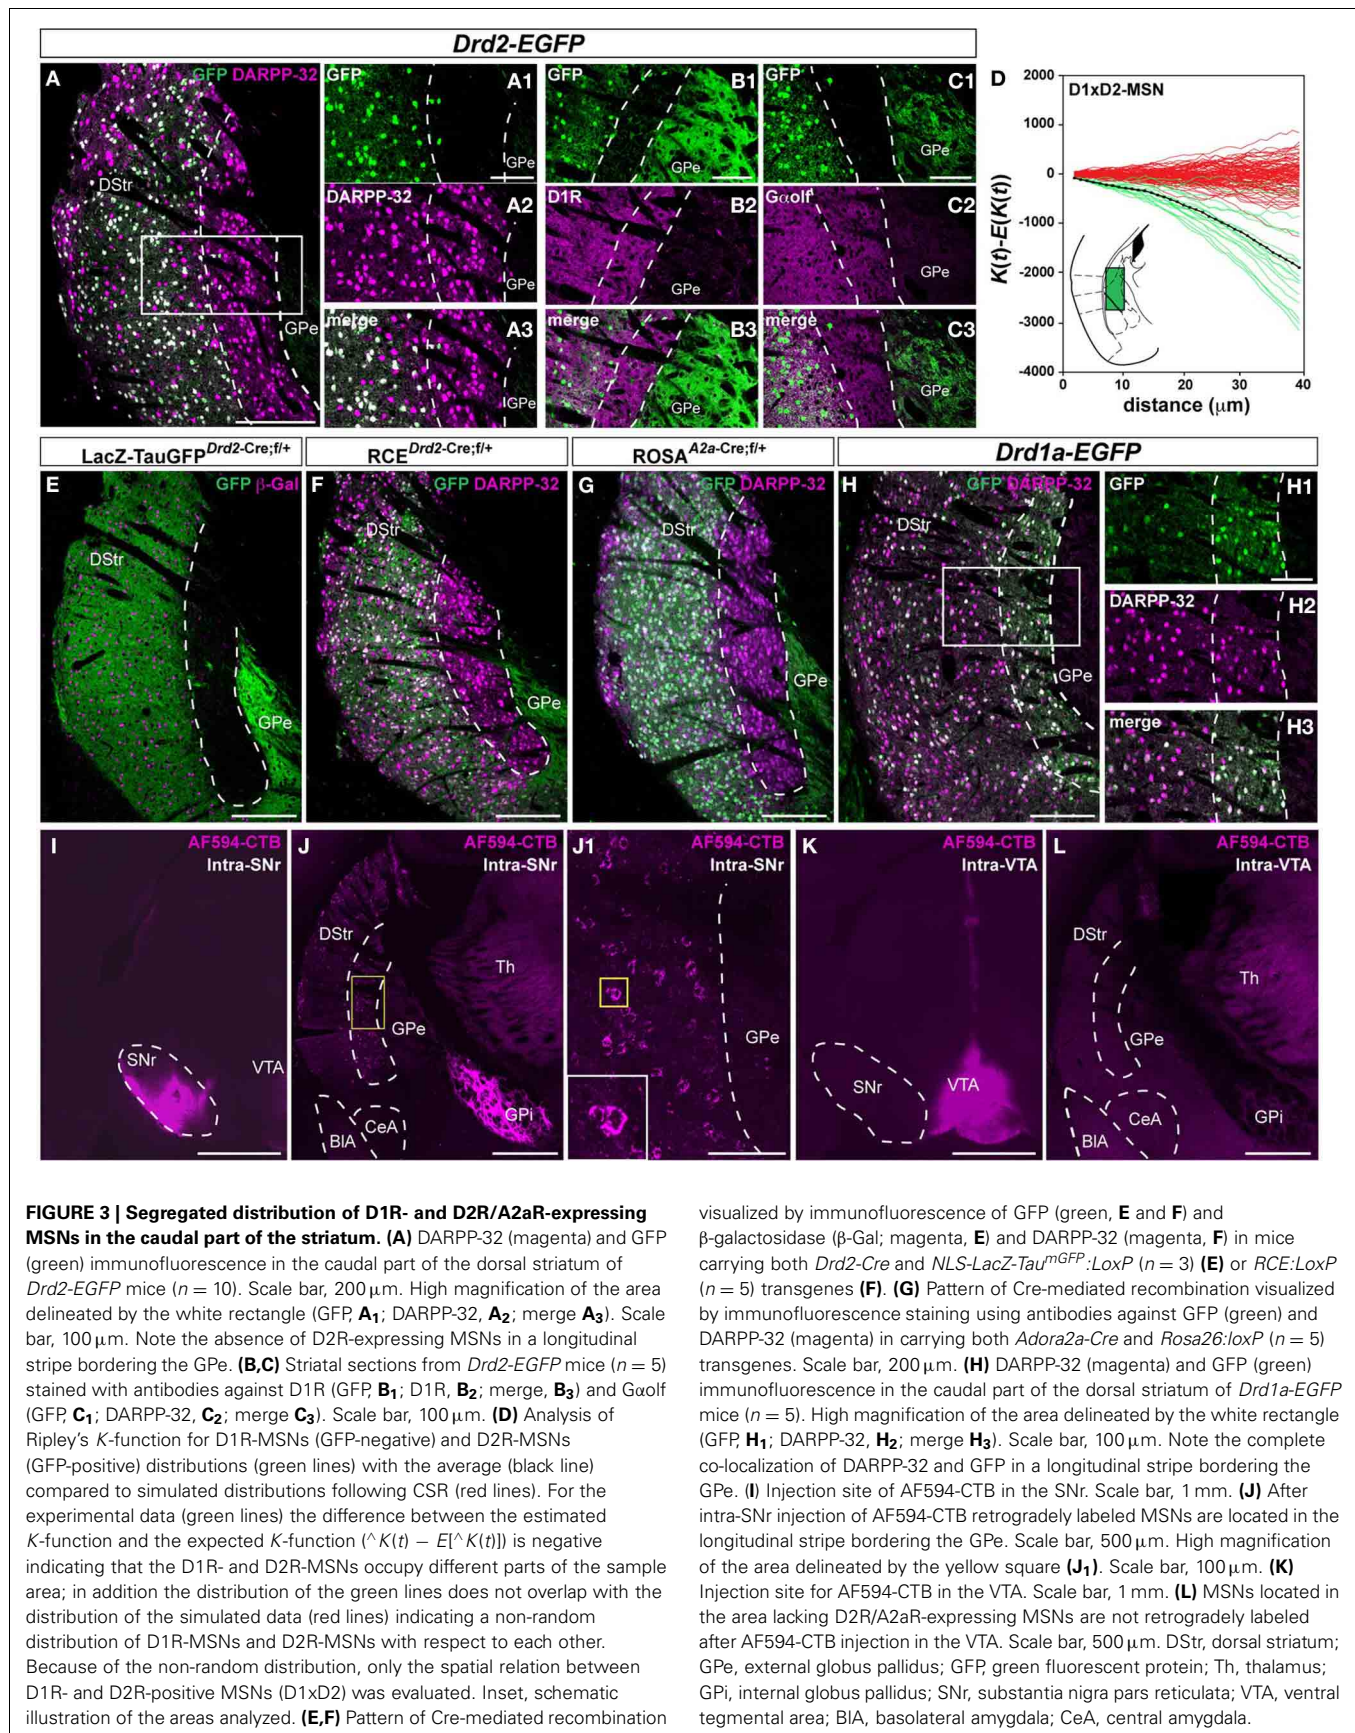 Drd2-EGFP
A
GFP DARPP-32
DStr
GPe
GFP
A1
GPe
DARPP-32
A2
GPe
merge
A3
GPe
GFP
B1
GPe
D1R
B2
GPe
merge
B3
GPe
GFP
C1
GPe
Gαolf
C2
GPe
merge
C3
GPe
D
D1xD2-MSN
K(t)-E(K(t))
2000
1000
0
-1000
-2000
-3000
-4000
0
10
20
30
40
distance (μm)
LacZ-TauGFP Drd2-Cre;f/+
RCE Drd2-Cre;f/+
ROSA A2a-Cre;f/+
Drd1a-EGFP
E
GFP β-Gal
DStr
GPe
F
GFP DARPP-32
DStr
GPe
G
GFP DARPP-32
DStr
GPe
H
GFP DARPP-32
DStr
GPe
GFP
H1
DARPP-32
H2
merge
H3
I
AF594-CTB
Intra-SNr
SNr
VTA
J
AF594-CTB
Intra-SNr
DStr
Th
GPe
GPi
BlA
CeA
J1
AF594-CTB
Intra-SNr
GPe
K
AF594-CTB
Intra-VTA
SNr
VTA
L
AF594-CTB
Intra-VTA
DStr
Th
GPe
CeA
BlA
GPi
FIGURE 3 | Segregated distribution of D1R- and D2R/A2aR-expressing
MSNs in the caudal part of the striatum. (A) DARPP-32 (magenta) and GFP
(green) immunofluorescence in the caudal part of the dorsal striatum of
Drd2-EGFP mice (n = 10). Scale bar, 200 μm. High magnification of the area
delineated by the white rectangle (GFP, A1; DARPP-32, A2; merge A3). Scale
bar, 100 μm. Note the absence of D2R-expressing MSNs in a longitudinal
stripe bordering the GPe. (B,C) Striatal sections from Drd2-EGFP mice (n = 5)
stained with antibodies against D1R (GFP, B1; D1R, B2; merge, B3) and Gαolf
(GFP, C1; DARPP-32, C2; merge C3). Scale bar, 100 μm. (D) Analysis of
Ripley's K-function for D1R-MSNs (GFP-negative) and D2R-MSNs
(GFP-positive) distributions (green lines) with the average (black line)
compared to simulated distributions following CSR (red lines). For the
experimental data (green lines) the difference between the estimated
K-function and the expected K-function (^K(t) − E[^K(t)]) is negative
indicating that the D1R- and D2R-MSNs occupy different parts of the sample
area; in addition the distribution of the green lines does not overlap with the
distribution of the simulated data (red lines) indicating a non-random
distribution of D1R-MSNs and D2R-MSNs with respect to each other.
Because of the non-random distribution, only the spatial relation between
D1R- and D2R-positive MSNs (D1xD2) was evaluated. Inset, schematic
illustration of the areas analyzed. (E,F) Pattern of Cre-mediated recombination
visualized by immunofluorescence of GFP (green, E and F) and
β-galactosidase (β-Gal; magenta, E) and DARPP-32 (magenta, F) in mice
carrying both Drd2-Cre and NLS-LacZ-Tau mGFP:LoxP (n = 3) (E) or RCE:LoxP
(n = 5) transgenes (F). (G) Pattern of Cre-mediated recombination visualized
by immunofluorescence staining using antibodies against GFP (green) and
DARPP-32 (magenta) in carrying both Adora2a-Cre and Rosa26:loxP (n = 5)
transgenes. Scale bar, 200 μm. (H) DARPP-32 (magenta) and GFP (green)
immunofluorescence in the caudal part of the dorsal striatum of Drd1a-EGFP
mice (n = 5). High magnification of the area delineated by the white rectangle
(GFP, H1; DARPP-32, H2; merge H3). Scale bar, 100 μm. Note the complete
co-localization of DARPP-32 and GFP in a longitudinal stripe bordering the
GPe. (I) Injection site of AF594-CTB in the SNr. Scale bar, 1 mm. (J) After
intra-SNr injection of AF594-CTB retrogradely labeled MSNs are located in the
longitudinal stripe bordering the GPe. Scale bar, 500 μm. High magnification
of the area delineated by the yellow square (J1). Scale bar, 100 μm. (K)
Injection site for AF594-CTB in the VTA. Scale bar, 1 mm. (L) MSNs located in
the area lacking D2R/A2aR-expressing MSNs are not retrogradely labeled
after AF594-CTB injection in the VTA. Scale bar, 500 μm. DStr, dorsal striatum;
GPe, external globus pallidus; GFP, green fluorescent protein; Th, thalamus;
GPi, internal globus pallidus; SNr, substantia nigra pars reticulata; VTA, ventral
tegmental area; BlA, basolateral amygdala; CeA, central amygdala.